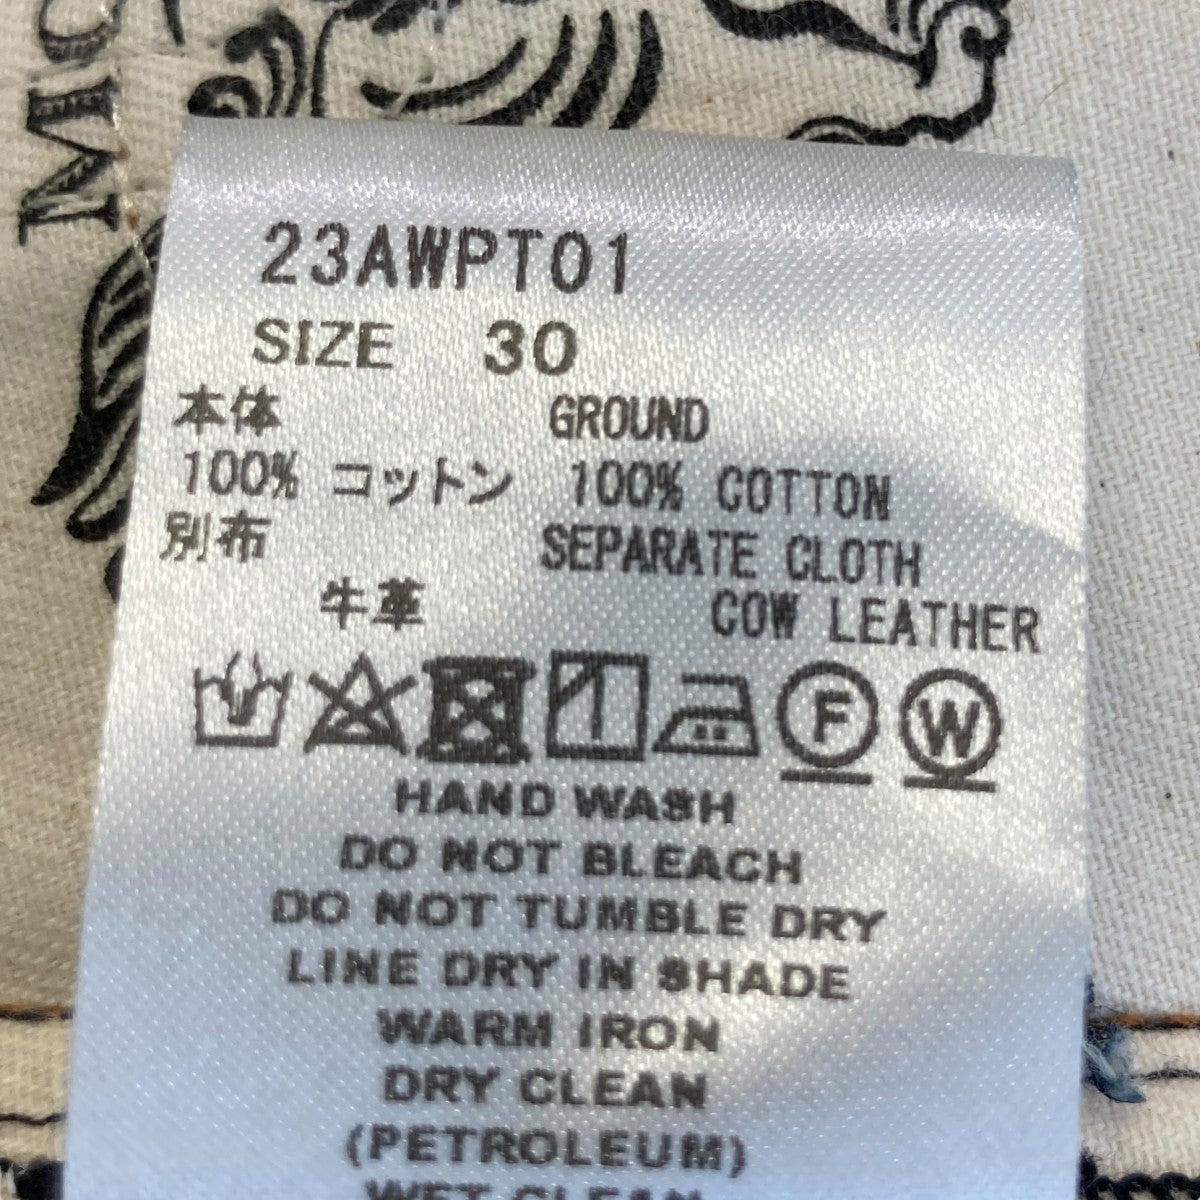 23AWPT01
SIZE 30
本体 GROUND
100% コットン 100% COTTON
別布 SEPARATE CLOTH
牛革 COW LEATHER
F W
HAND WASH
DO NOT BLEACH
DO NOT TUMBLE DRY
LINE DRY IN SHADE
WARM IRON
DRY CLEAN
(PETROLEUM)
WET CLEAN